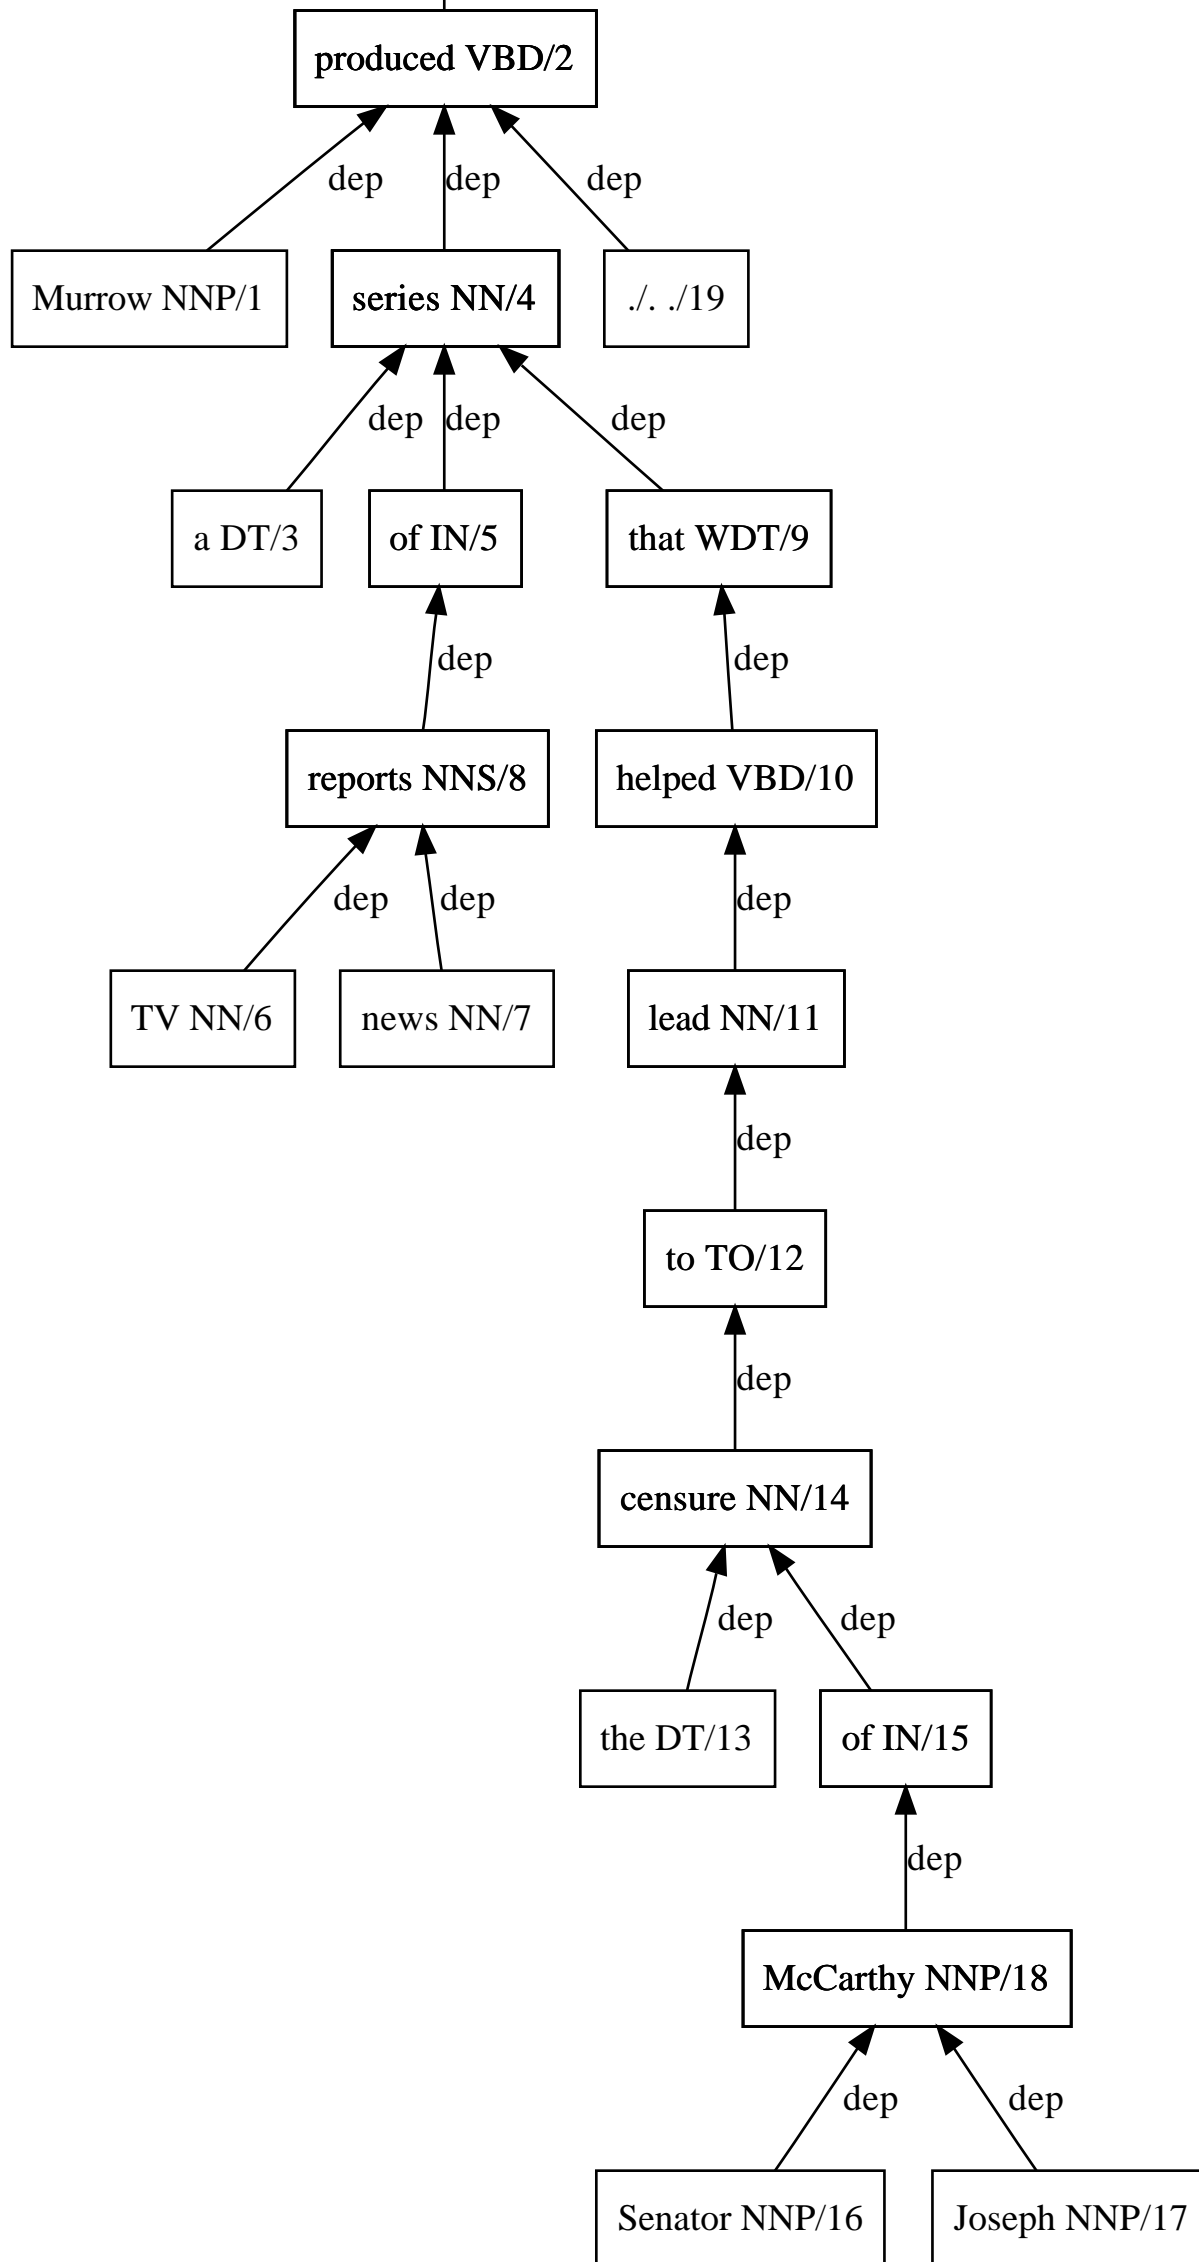 produced VBD/2
dep dep dep
Murrow NNP/1 series NN/4 ./. ./19
dep dep dep
a DT/3 of IN/5 that WDT/9
dep dep
reports NNS/8 helped VBD/10
dep dep dep
TV NN/6 news NN/7 lead NN/11
dep
to TO/12
dep
censure NN/14
dep dep
the DT/13 of IN/15
dep
McCarthy NNP/18
dep dep
Senator NNP/16 Joseph NNP/17